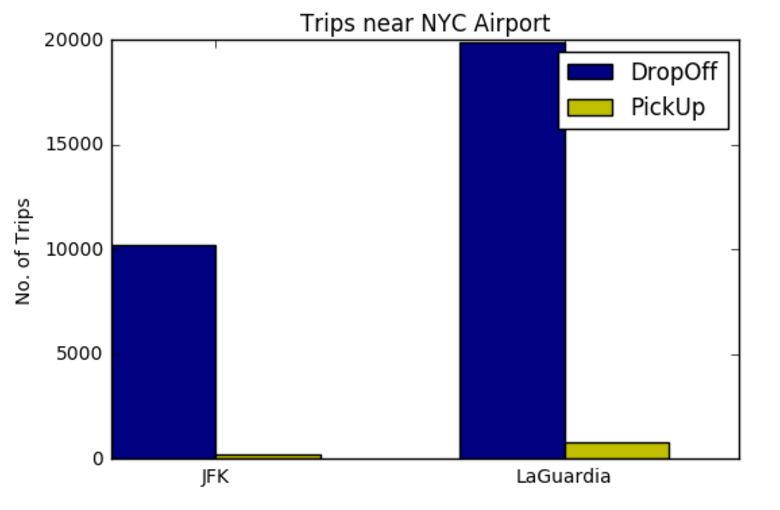 Trips near NYC Airport
20000
15000
10000
5000
0
No. of Trips
DropOff
PickUp
JFK
LaGuardia